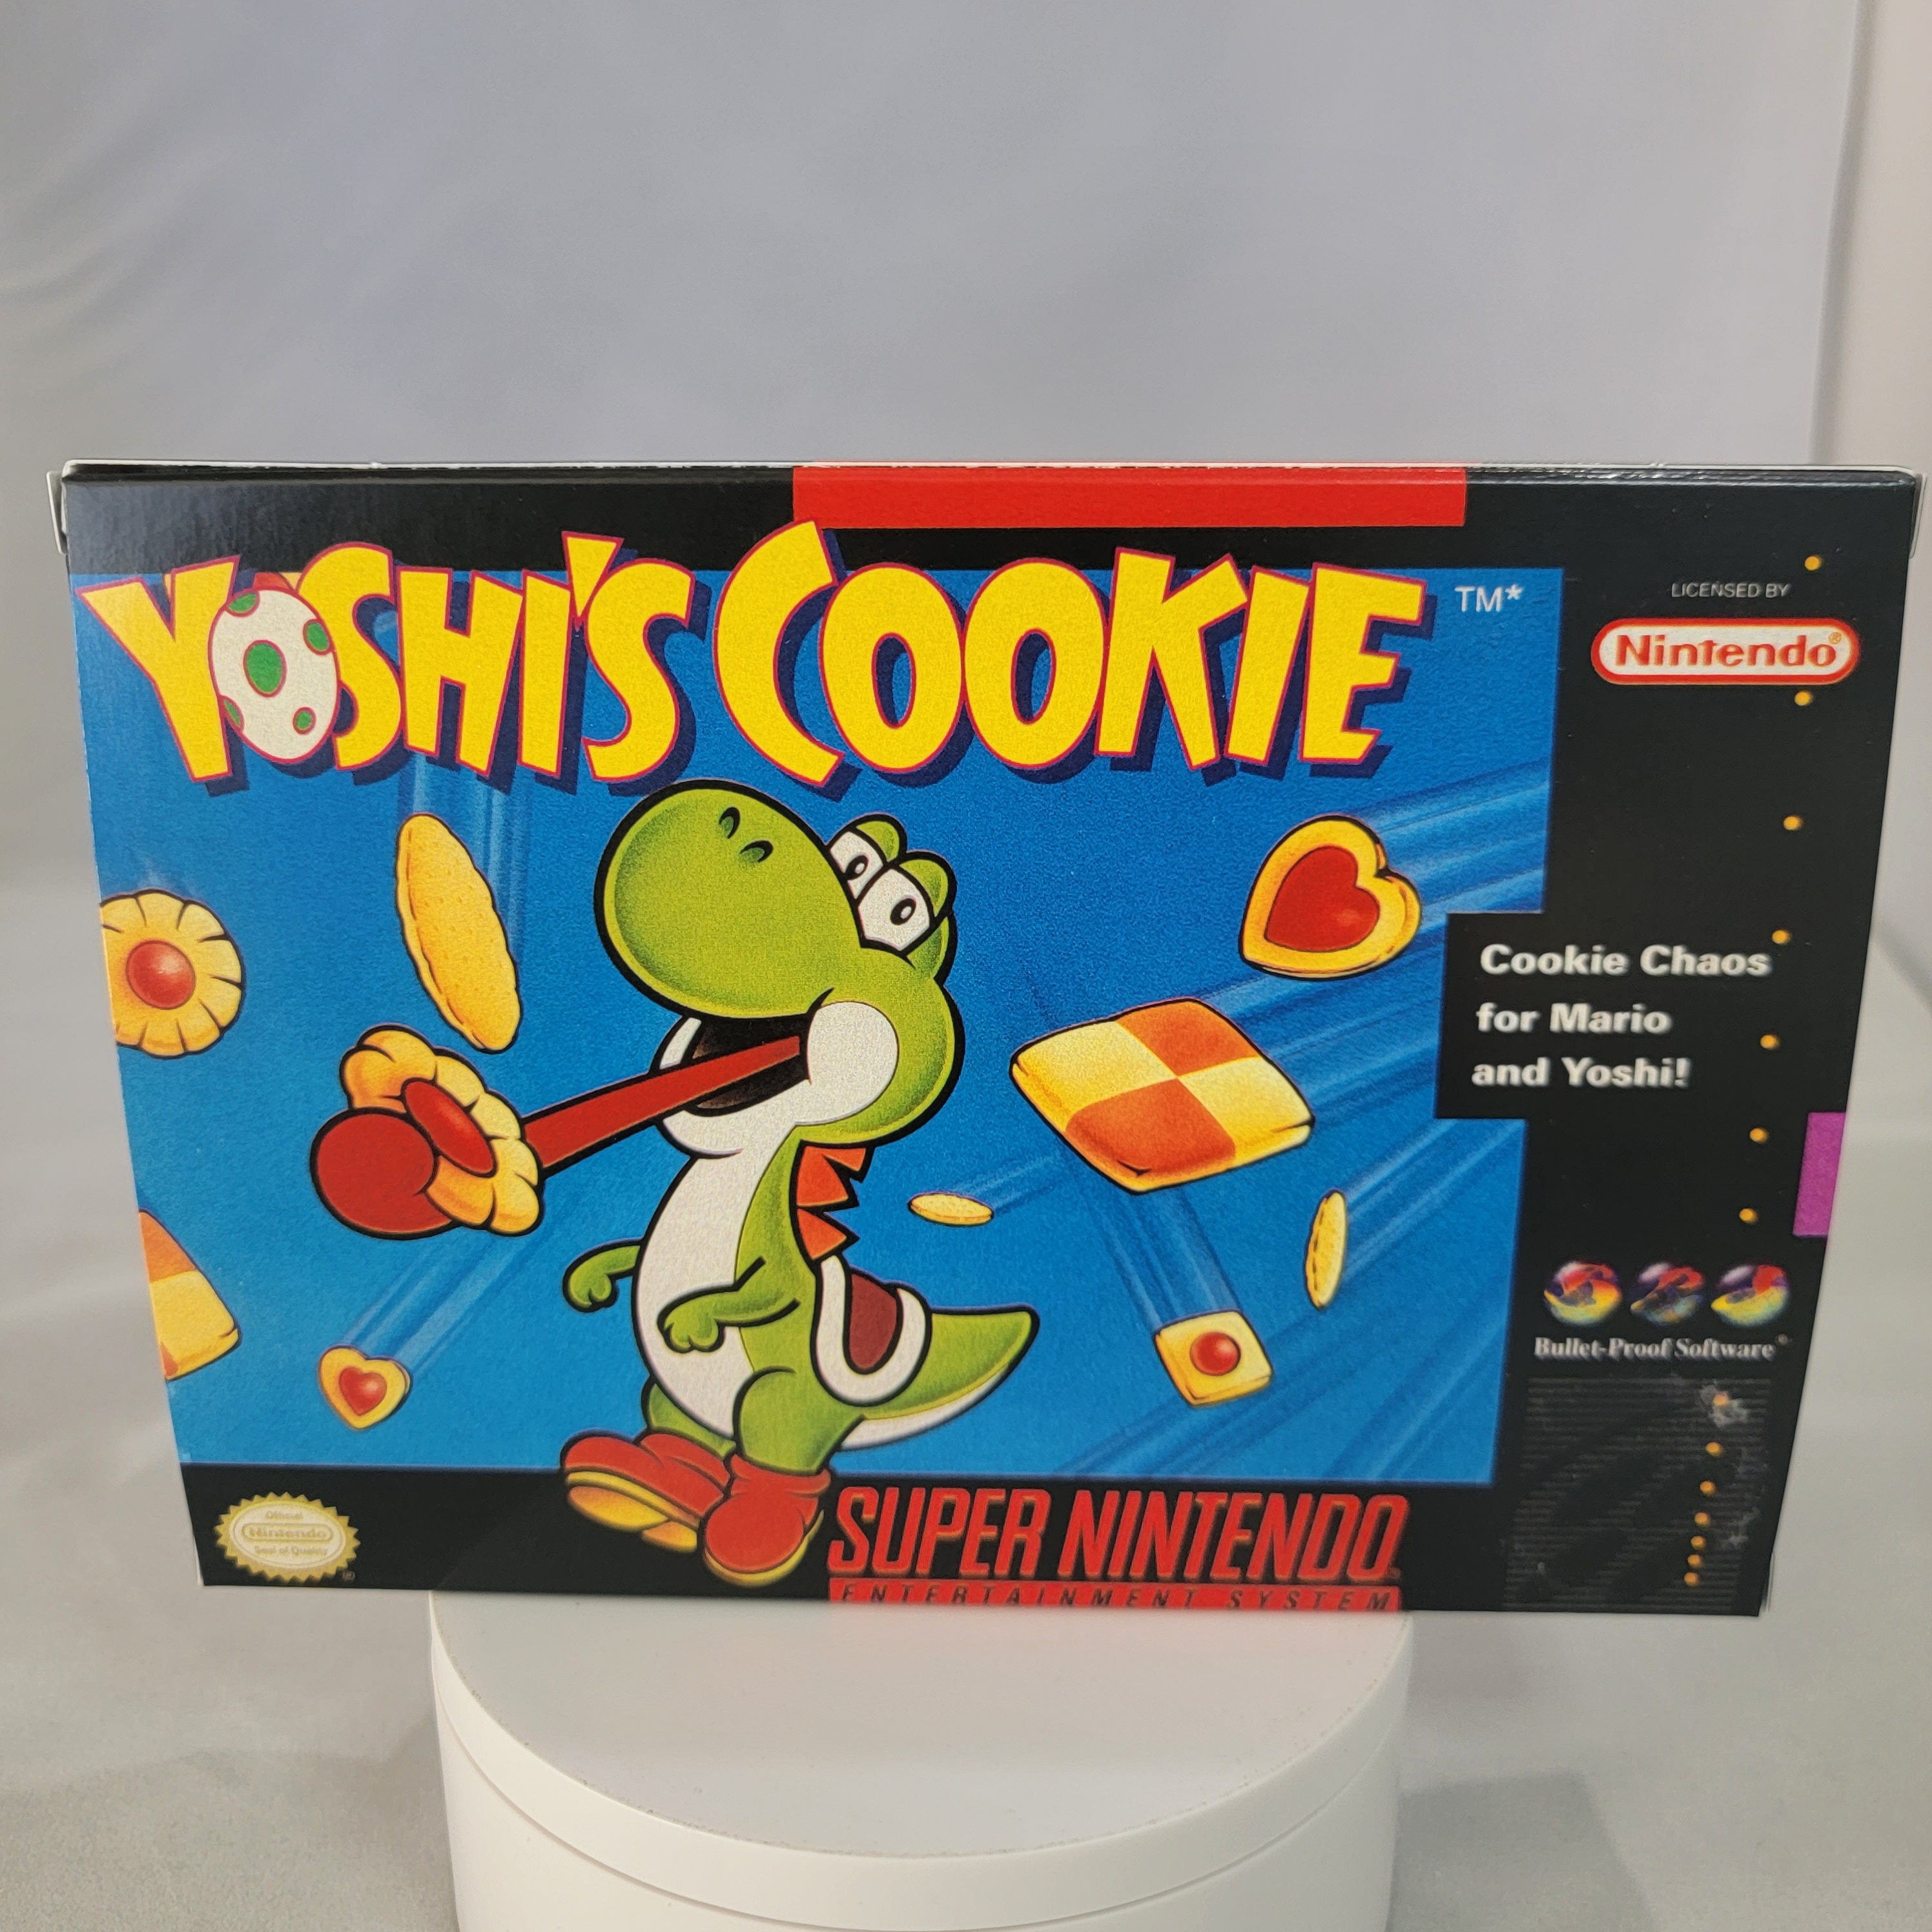 YOSHI'S COOKIE TM*
LICENSED BY
Nintendo®
Cookie Chaos
for Mario
and Yoshi!
Bullet-Proof Software®
Official
Nintendo
Seal of Quality
SUPER NINTENDO
ENTERTAINMENT SYSTEM